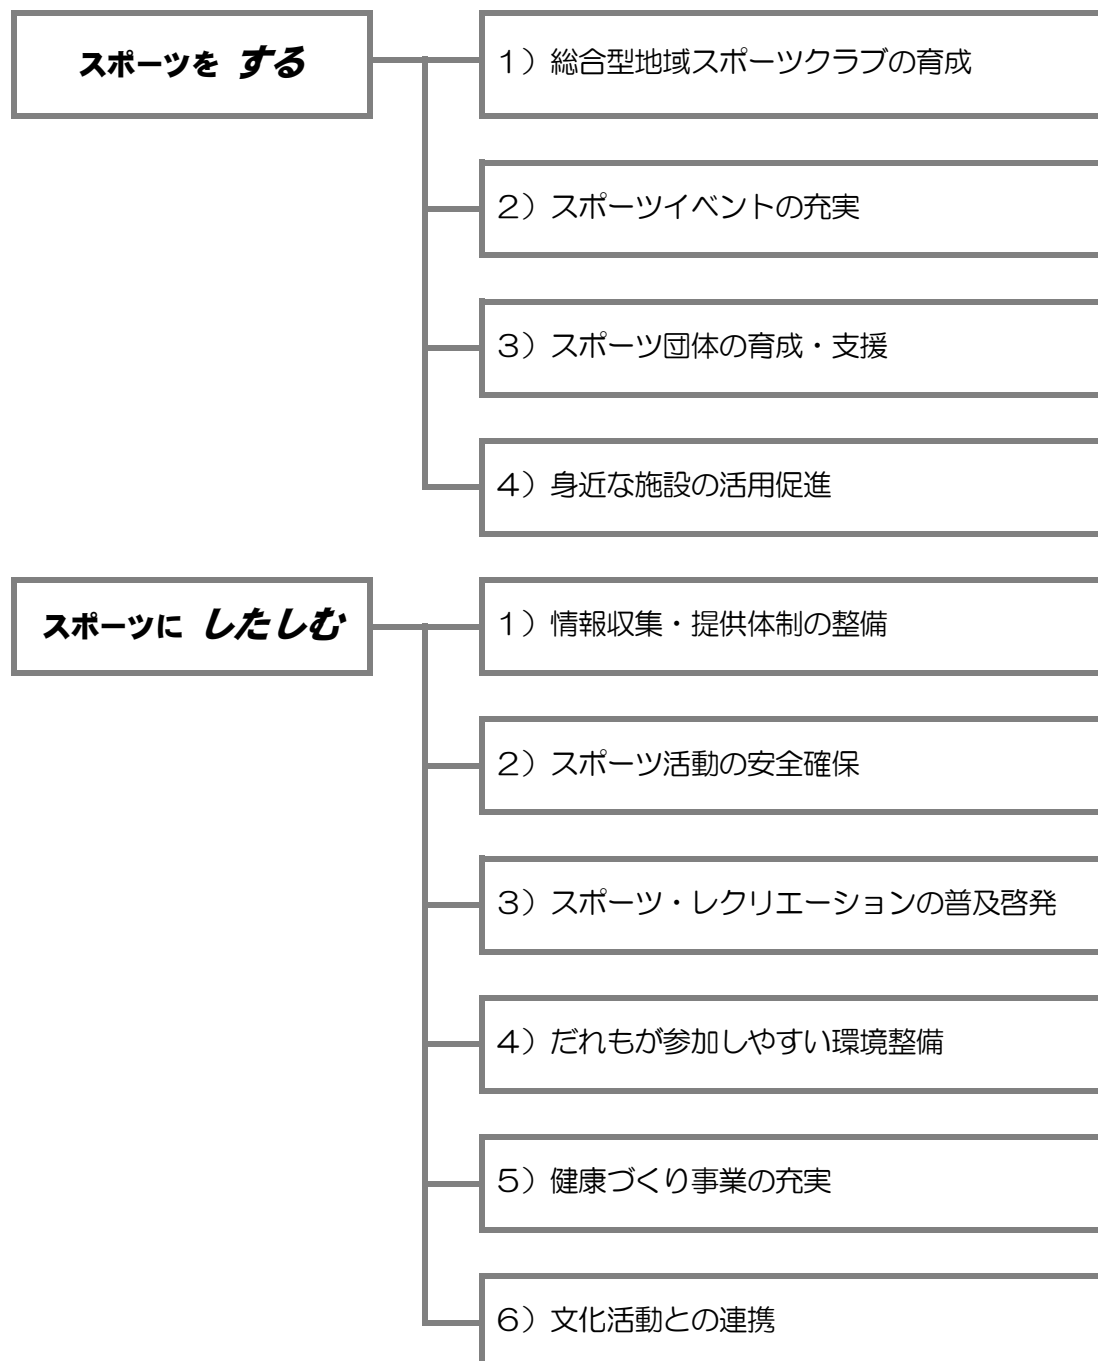 スポーツを する
1）総合型地域スポーツクラブの育成
2）スポーツイベントの充実
3）スポーツ団体の育成・支援
4）身近な施設の活用促進
スポーツに したしむ
1）情報収集・提供体制の整備
2）スポーツ活動の安全確保
3）スポーツ・レクリエーションの普及啓発
4）だれもが参加しやすい環境整備
5）健康づくり事業の充実
6）文化活動との連携